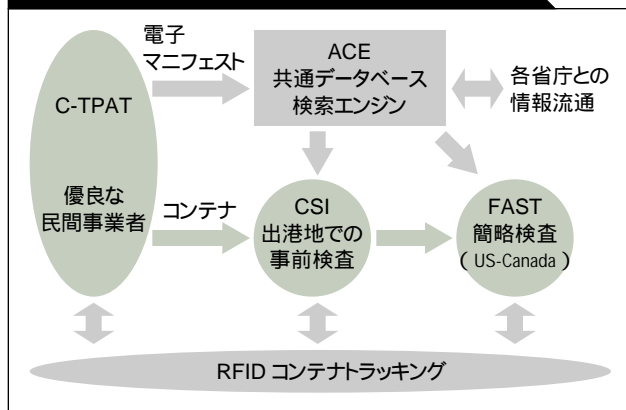 電子
マニフェスト
ACE
共通データベース
検索エンジン
各省庁との
情報流通
C-TPAT
優良な
民間事業者
コンテナ
CSI
出港地での
事前検査
FAST
簡略検査
( US-Canada )
RFID コンテナトラッキング